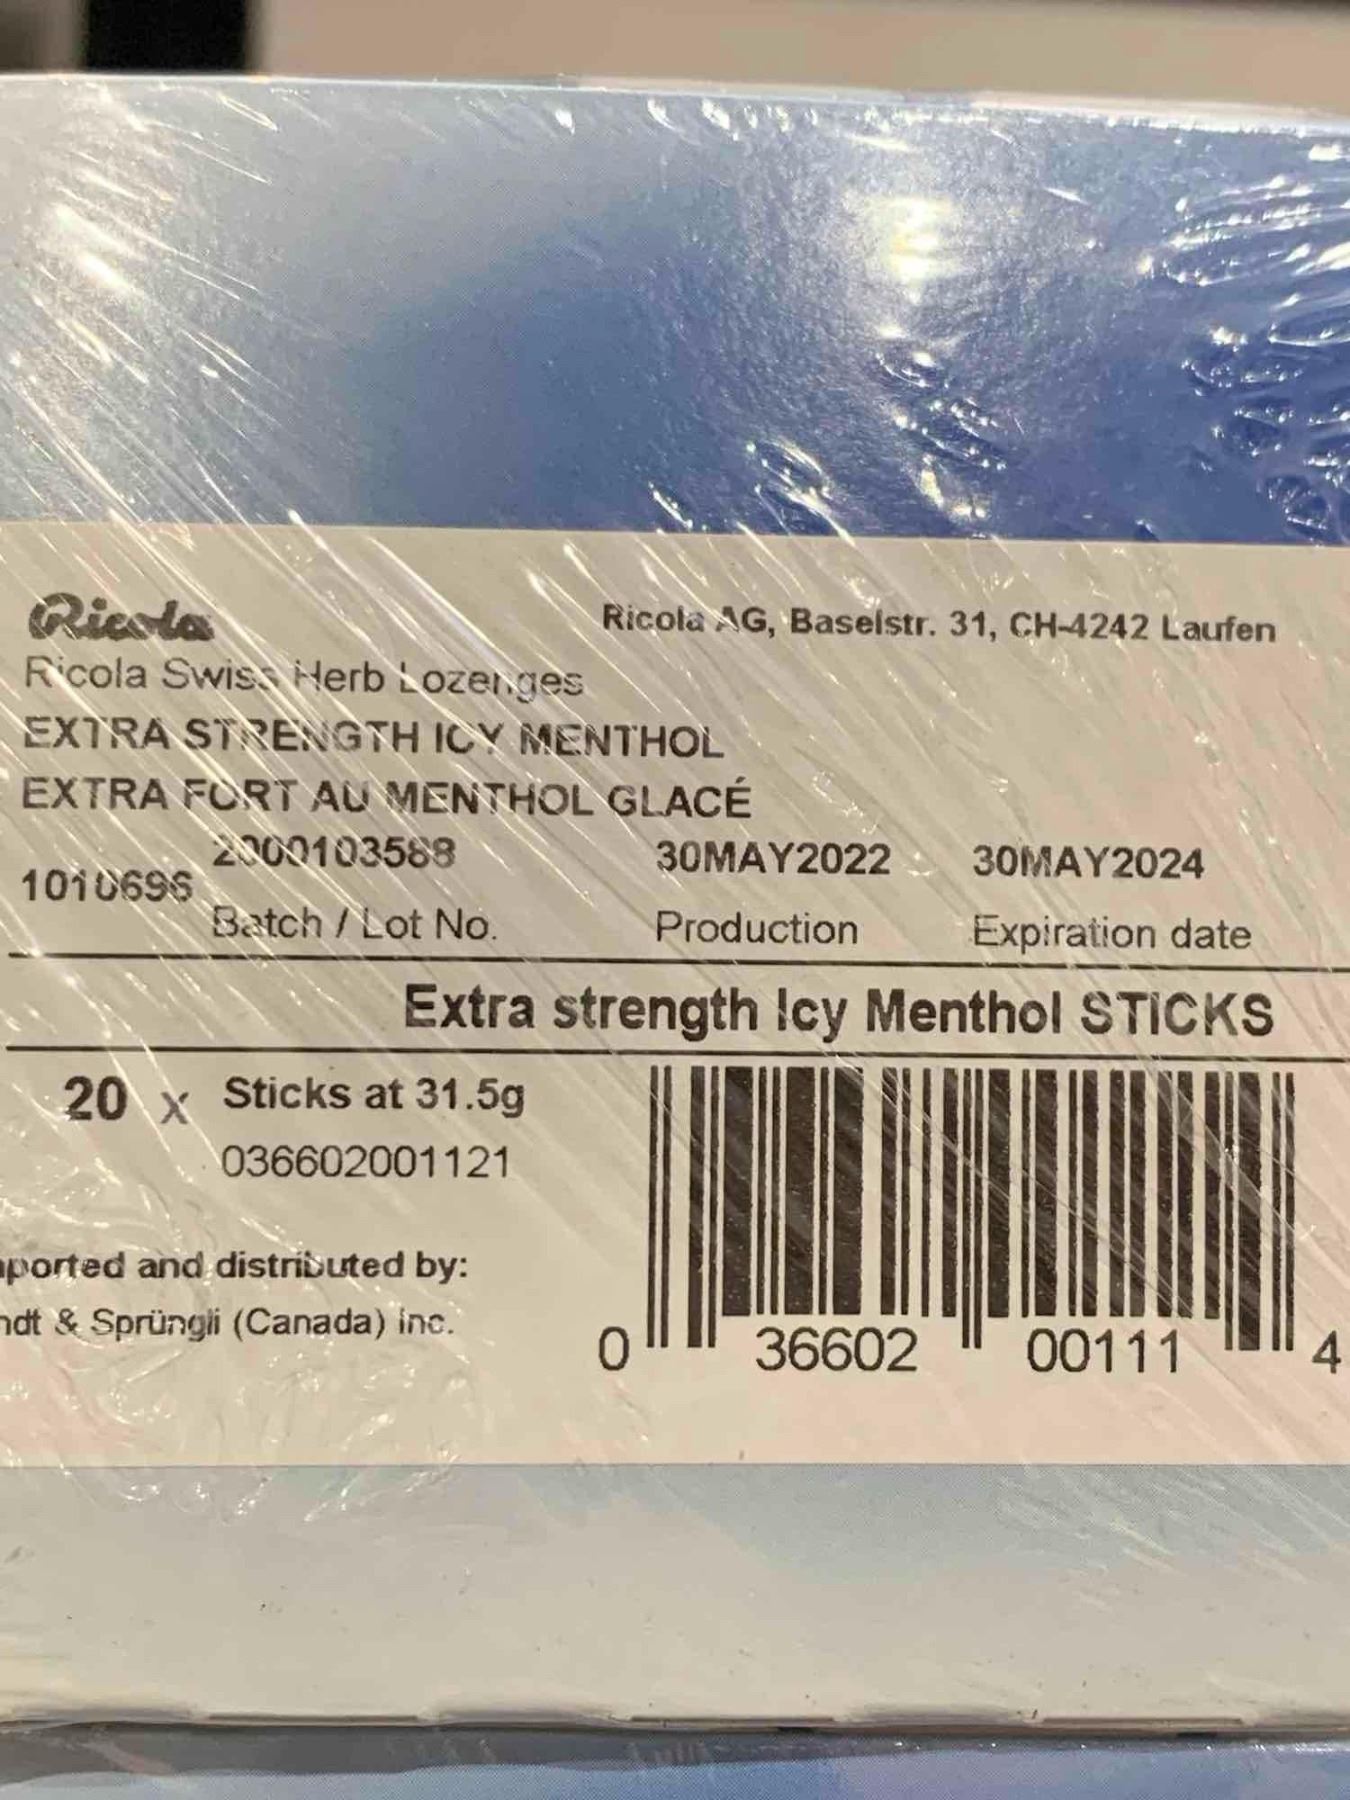 Ricola
Ricola AG, Baselstr. 31, CH-4242 Laufen
Ricola Swiss Herb Lozenges
EXTRA STRENGTH ICY MENTHOL
EXTRA FORT AU MENTHOL GLACÉ
1010696
2000103588 30MAY2022 30MAY2024
Batch / Lot No. Production Expiration date
Extra strength Icy Menthol STICKS
20 x Sticks at 31.5g
036602001121
ported and distributed by:
ndt & Sprüngli (Canada) Inc.
0 36602 00111 4